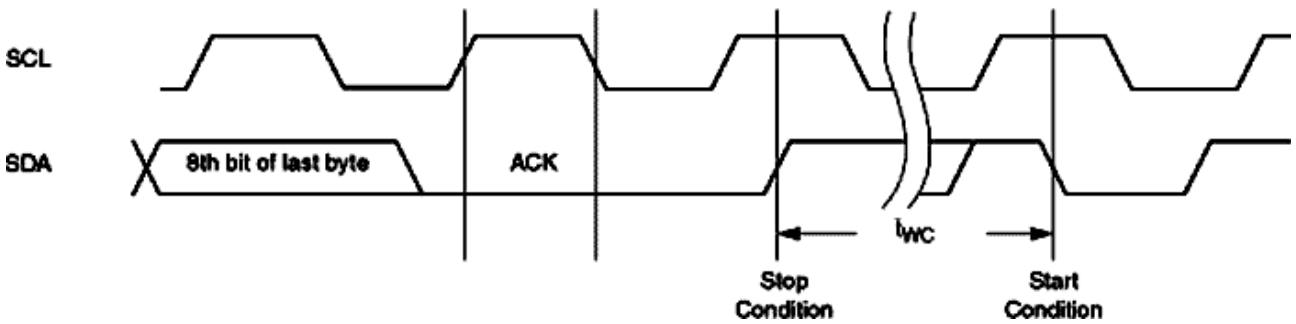 SCL
SDA
8th bit of last byte
ACK
tWC
Stop
Condition
Start
Condition